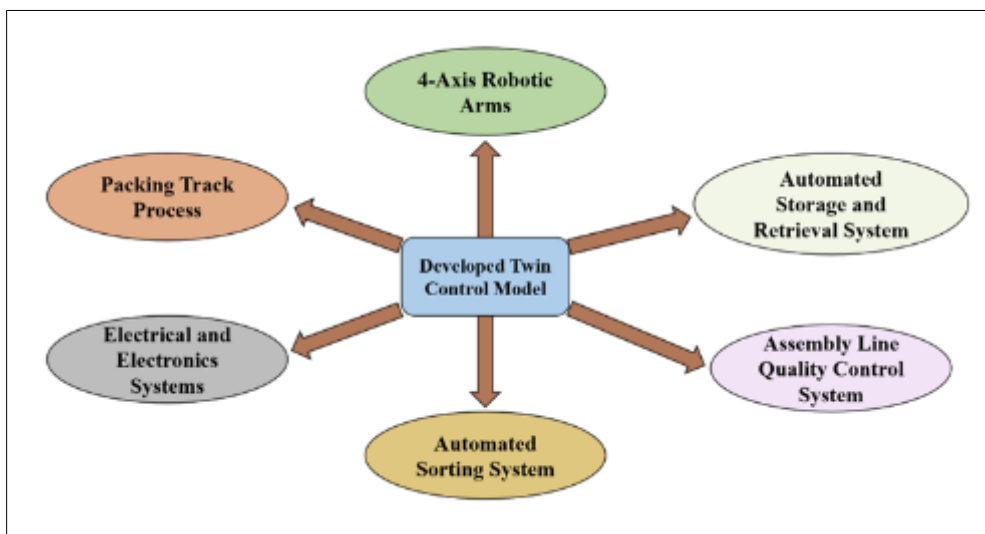 4-Axis Robotic
Arms
Packing Track
Process
Automated
Storage and
Retrieval System
Developed Twin
Control Model
Electrical and
Electronics
Systems
Assembly Line
Quality Control
System
Automated
Sorting System